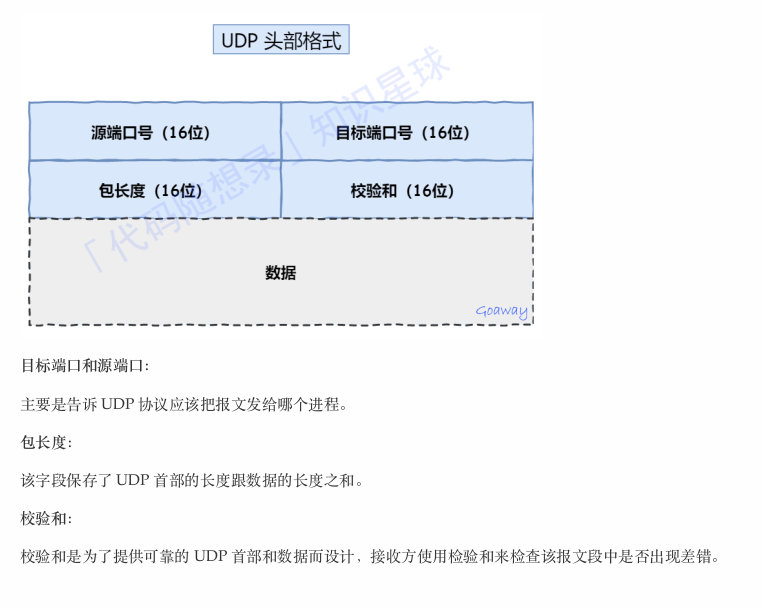 UDP 头部格式
源端口号（16位）
目标端口号（16位）
包长度（16位）
校验和（16位）
数据
「代码随想录」知识星球
Goaway
目标端口和源端口：
主要是告诉 UDP 协议应该把报文发给哪个进程。
包长度：
该字段保存了 UDP 首部的长度跟数据的长度之和。
校验和：
校验和是为了提供可靠的 UDP 首部和数据而设计，接收方使用检验和来检查该报文段中是否出现差错。